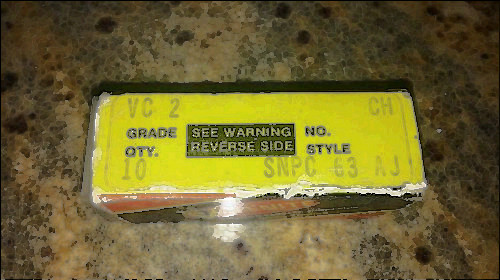 VC 2 CH
GRADE SEE WARNING NO.
QTY. REVERSE SIDE STYLE
10 SNPC 63 AJ